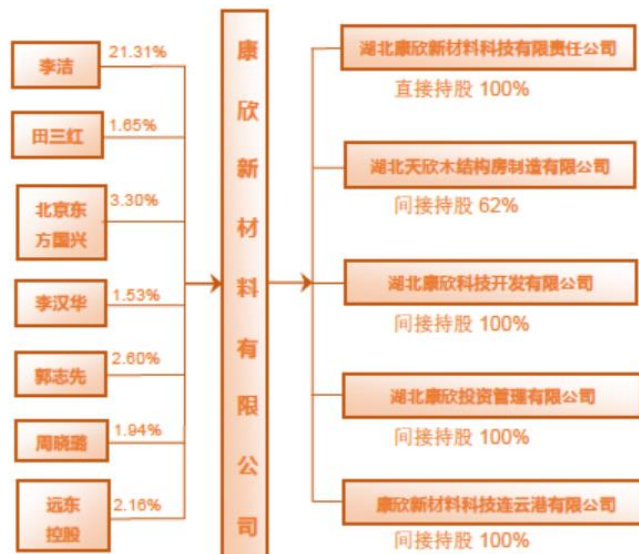 李洁
21.31%
田三红
1.65%
北京东
方国兴
3.30%
李汉华
1.53%
郭志先
2.60%
周晓璐
1.94%
远东
控股
2.16%
康欣新材料有限公司
湖北康欣新材料科技有限责任公司
直接持股 100%
湖北天欣木结构房制造有限公司
间接持股 62%
湖北康欣科技开发有限公司
间接持股 100%
湖北康欣投资管理有限公司
间接持股 100%
康欣新材料科技连云港有限公司
间接持股 100%